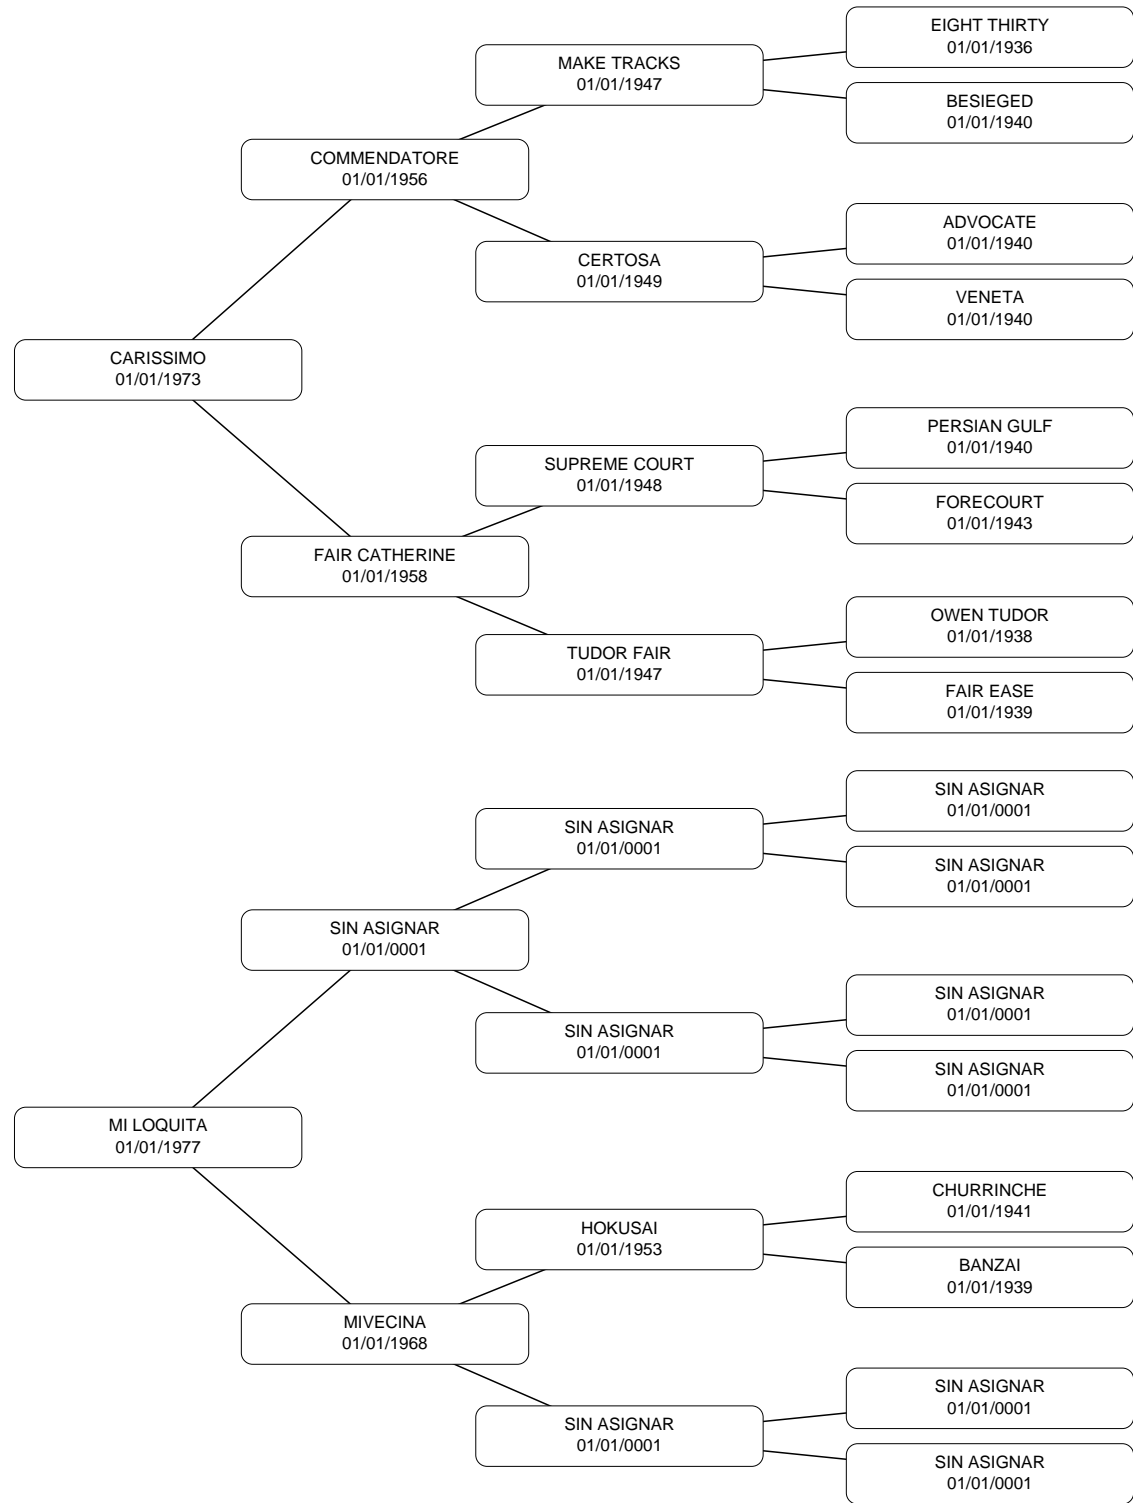 EIGHT THIRTY
01/01/1936
MAKE TRACKS
01/01/1947
BESIEGED
01/01/1940
COMMENDATORE
01/01/1956
ADVOCATE
01/01/1940
CERTOSA
01/01/1949
VENETA
01/01/1940
CARISSIMO
01/01/1973
PERSIAN GULF
01/01/1940
SUPREME COURT
01/01/1948
FORECOURT
01/01/1943
FAIR CATHERINE
01/01/1958
OWEN TUDOR
01/01/1938
TUDOR FAIR
01/01/1947
FAIR EASE
01/01/1939
SIN ASIGNAR
01/01/0001
SIN ASIGNAR
01/01/0001
SIN ASIGNAR
01/01/0001
SIN ASIGNAR
01/01/0001
SIN ASIGNAR
01/01/0001
SIN ASIGNAR
01/01/0001
SIN ASIGNAR
01/01/0001
MI LOQUITA
01/01/1977
CHURRINCHE
01/01/1941
HOKUSAI
01/01/1953
BANZAI
01/01/1939
MIVECINA
01/01/1968
SIN ASIGNAR
01/01/0001
SIN ASIGNAR
01/01/0001
SIN ASIGNAR
01/01/0001